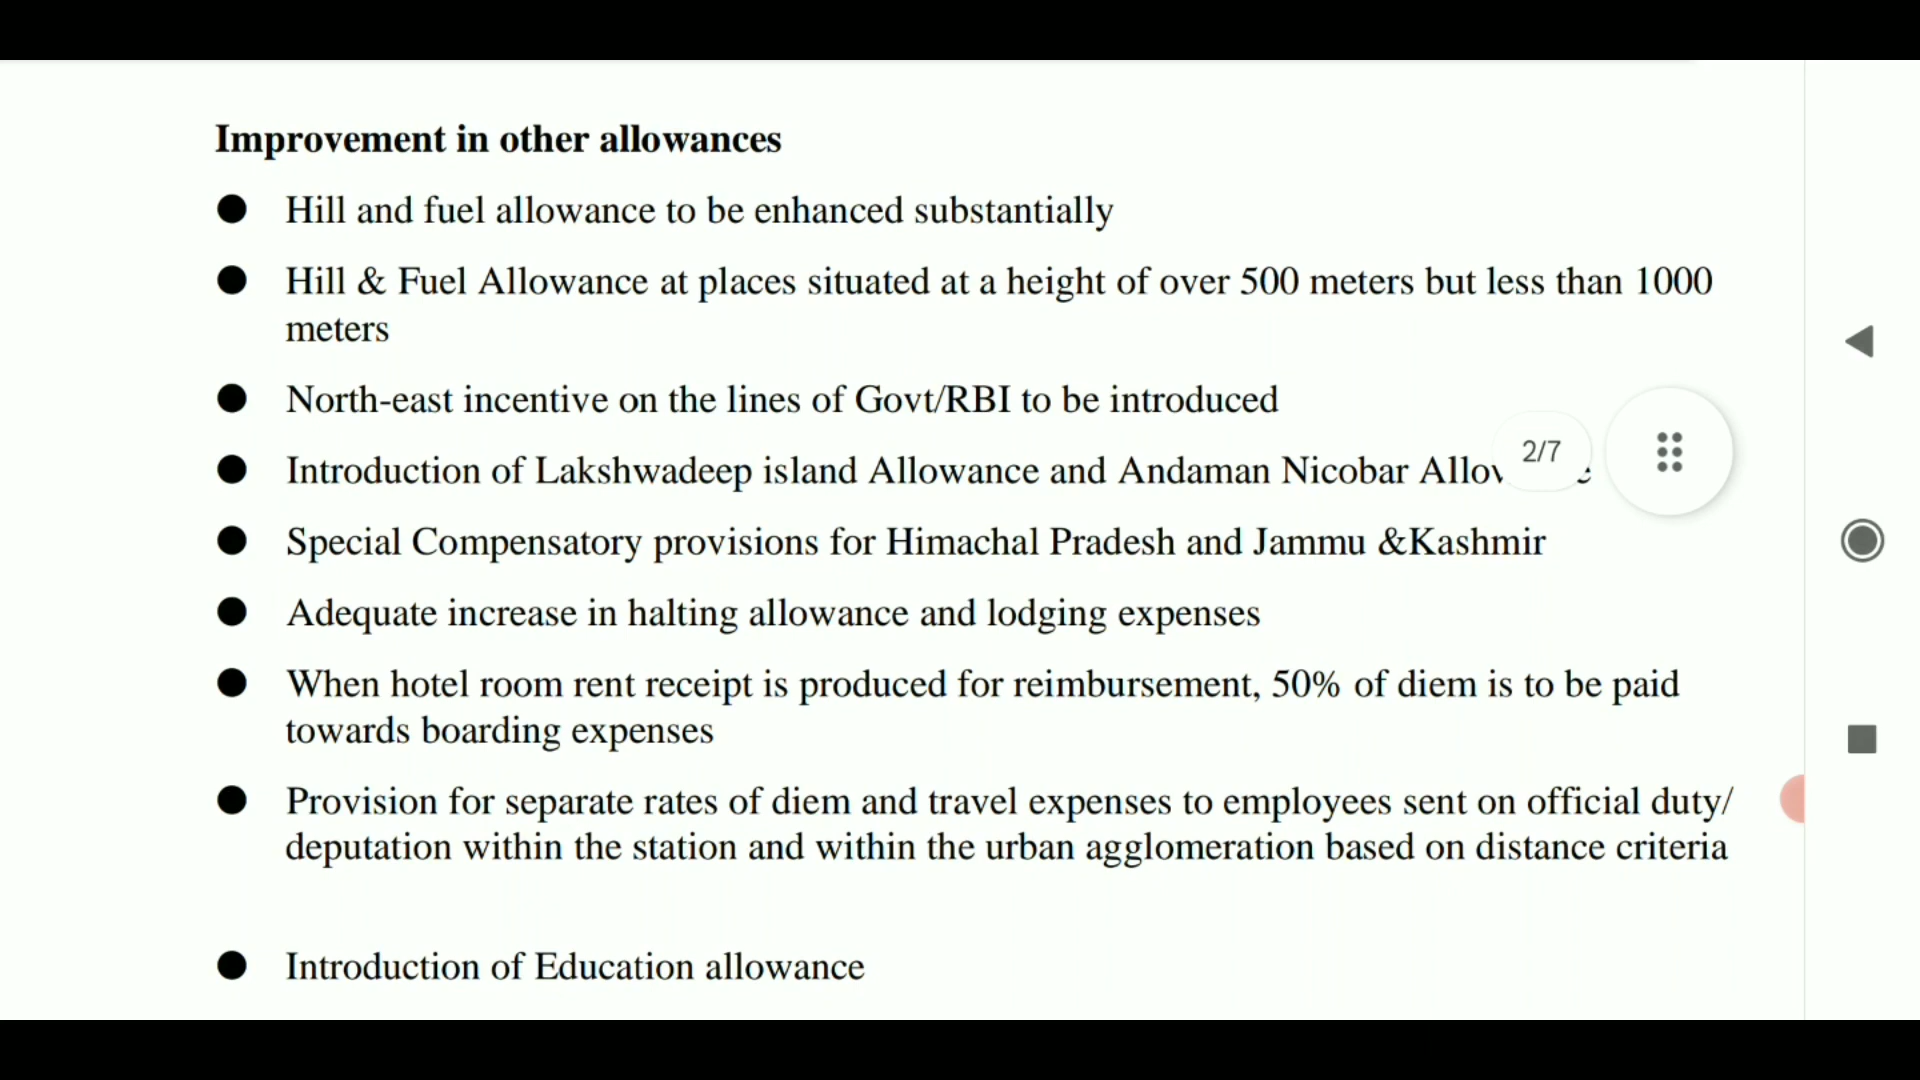 Improvement in other allowances
● Hill and fuel allowance to be enhanced substantially
● Hill & Fuel Allowance at places situated at a height of over 500 meters but less than 1000
meters
● North-east incentive on the lines of Govt/RBI to be introduced
● Introduction of Lakshwadeep island Allowance and Andaman Nicobar
2/7
● Special Compensatory provisions for Himachal Pradesh and Jammu &Kashmir
● Adequate increase in halting allowance and lodging expenses
● When hotel room rent receipt is produced for reimbursement, 50% of diem is to be paid
towards boarding expenses
● Provision for separate rates of diem and travel expenses to employees sent on official duty/
deputation within the station and within the urban agglomeration based on distance criteria
● Introduction of Education allowance